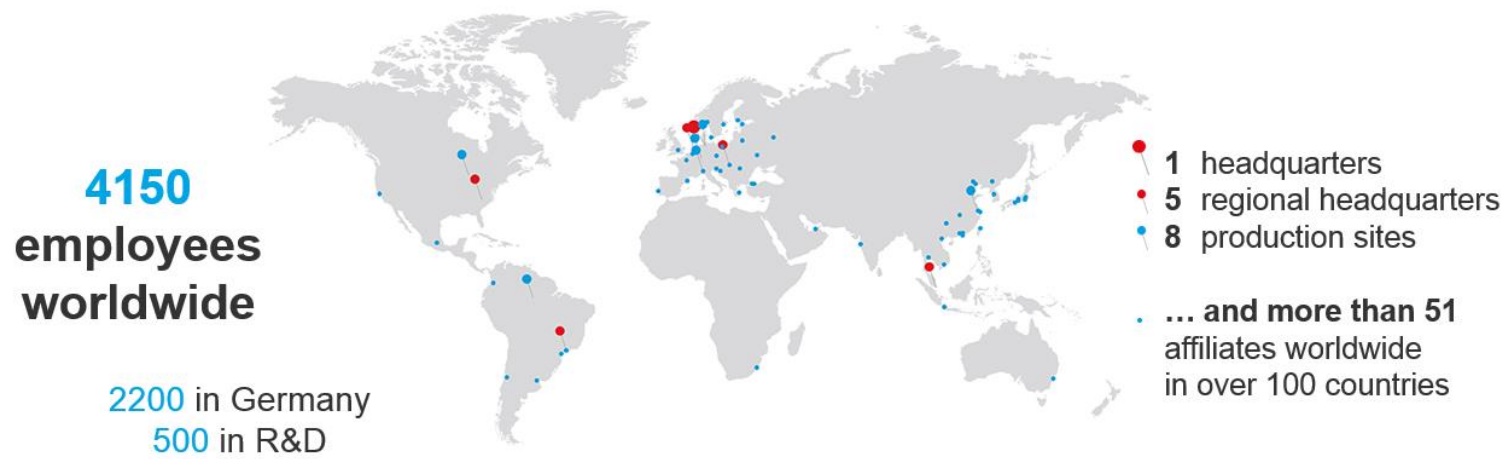 4150
employees
worldwide
2200 in Germany
500 in R&D
1 headquarters
5 regional headquarters
8 production sites
… and more than 51
affiliates worldwide
in over 100 countries